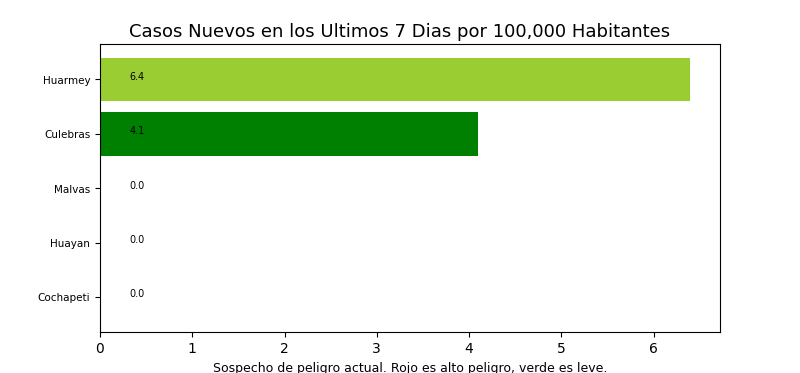 Casos Nuevos en los Ultimos 7 Dias por 100,000 Habitantes
Huarmey 6.4
Culebras 4.1
Malvas 0.0
Huayan 0.0
Cochapeti 0.0
0 1 2 3 4 5 6
Sospecho de peligro actual. Rojo es alto peligro, verde es leve.